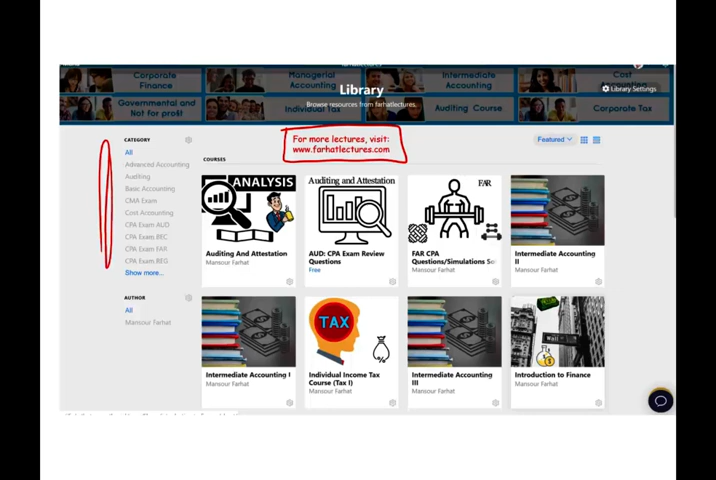 farhatlectures
Corporate
Finance
Managerial
Accounting
Intermediate
Accounting
Cost
Accounting
Library
Library Settings
Governmental and
Not for profit
Individual Tax
Auditing Course
Corporate Tax
Browse resources from farhatlectures.
For more lectures, visit:
www.farhatlectures.com
Featured
CATEGORY
All
Advanced Accounting
Auditing
Basic Accounting
CMA Exam
Cost Accounting
CPA Exam AUD
CPA Exam BEC
CPA Exam FAR
CPA Exam REG
Show more...
AUTHOR
All
Mansour Farhat
COURSES
ANALYSIS
Auditing And Attestation
Mansour Farhat
Auditing and Attestation
AUD: CPA Exam Review
Questions
Free
FAR
FAR CPA
Questions/Simulations So
Mansour Farhat
Intermediate Accounting
II
Mansour Farhat
Intermediate Accounting I
Mansour Farhat
TAX
%
Individual Income Tax
Course (Tax I)
Mansour Farhat
Intermediate Accounting
III
Mansour Farhat
Wall
Introduction to Finance
Mansour Farhat